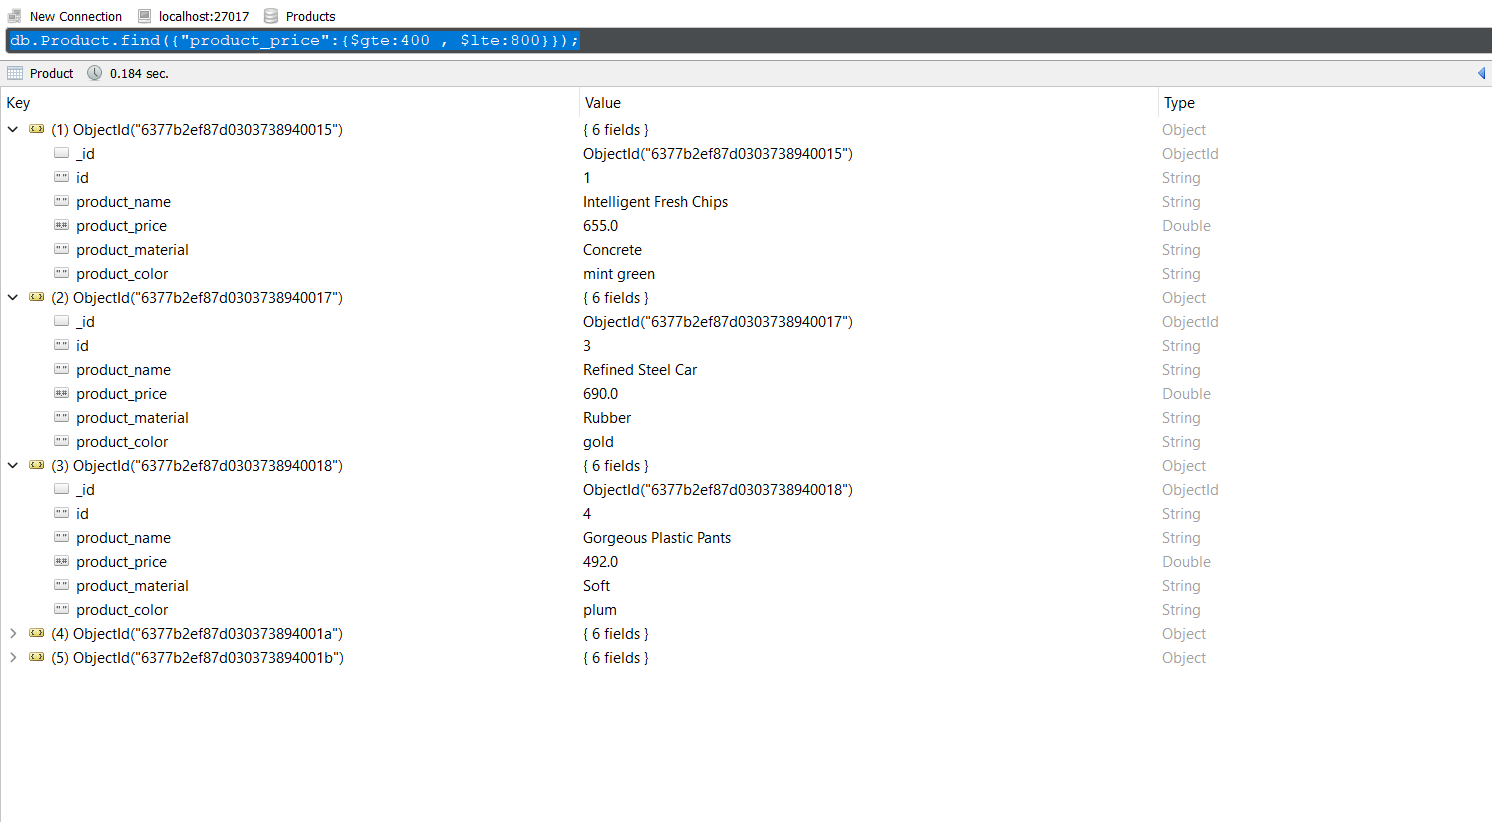 New Connection localhost:27017 Products
db.Product.find({"product_price":{$gte:400 , $lte:800}});
Product 0.184 sec.
Key Value Type
(1) ObjectId("6377b2ef87d0303738940015") { 6 fields } Object
_id ObjectId("6377b2ef87d0303738940015") ObjectId
id 1 String
product_name Intelligent Fresh Chips String
product_price 655.0 Double
product_material Concrete String
product_color mint green String
(2) ObjectId("6377b2ef87d0303738940017") { 6 fields } Object
_id ObjectId("6377b2ef87d0303738940017") ObjectId
id 3 String
product_name Refined Steel Car String
product_price 690.0 Double
product_material Rubber String
product_color gold String
(3) ObjectId("6377b2ef87d0303738940018") { 6 fields } Object
_id ObjectId("6377b2ef87d0303738940018") ObjectId
id 4 String
product_name Gorgeous Plastic Pants String
product_price 492.0 Double
product_material Soft String
product_color plum String
(4) ObjectId("6377b2ef87d030373894001a") { 6 fields } Object
(5) ObjectId("6377b2ef87d030373894001b") { 6 fields } Object